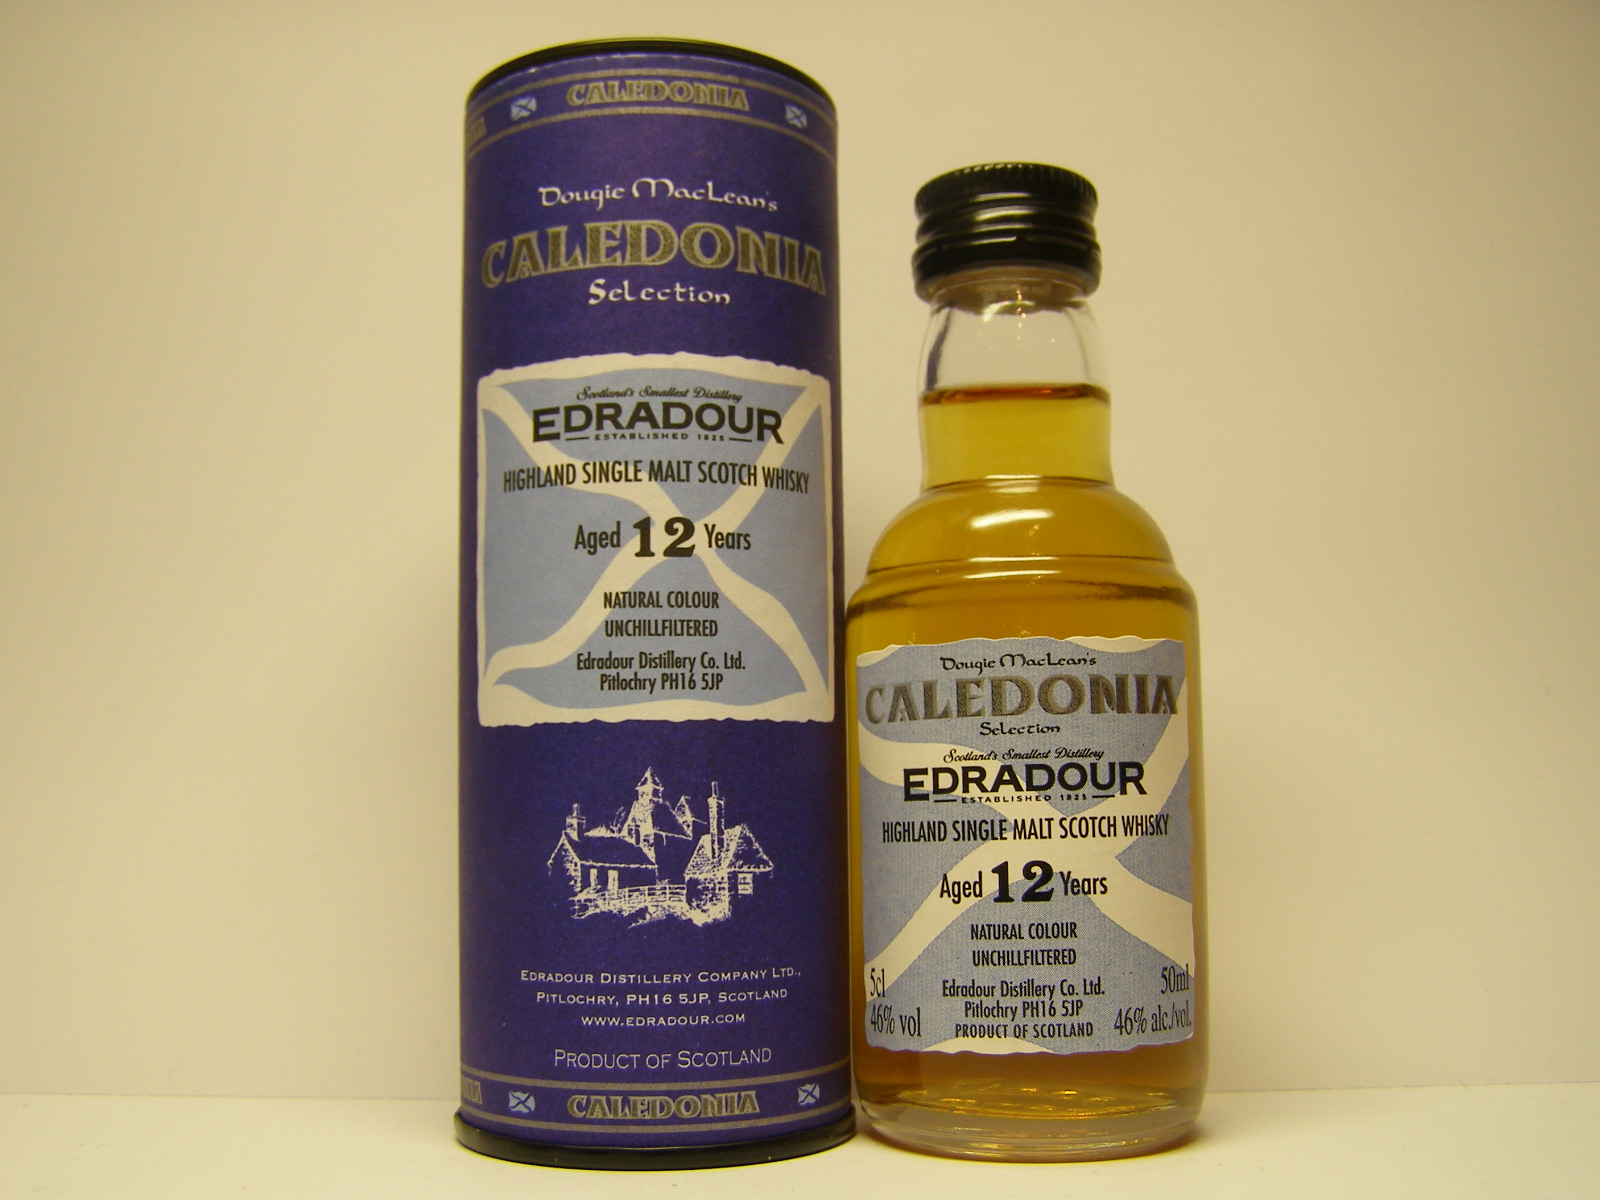 CALEDONIA
Dougie MacLean's
CALEDONIA
Selection
Scotland's Smallest Distillery
EDRADOUR
ESTABLISHED 1825
HIGHLAND SINGLE MALT SCOTCH WHISKY
Aged 12 Years
NATURAL COLOUR
UNCHILLFILTERED
Edradour Distillery Co. Ltd.
Pitlochry PH16 5JP
EDRADOUR DISTILLERY COMPANY LTD.,
PITLOCHRY, PH16 5JP, SCOTLAND
WWW.EDRADOUR.COM
PRODUCT OF SCOTLAND
CALEDONIA
Dougie MacLean's
CALEDONIA
Selection
Scotland's Smallest Distillery
EDRADOUR
ESTABLISHED 1825
HIGHLAND SINGLE MALT SCOTCH WHISKY
Aged 12 Years
NATURAL COLOUR
UNCHILLFILTERED
5cl
50ml
Edradour Distillery Co. Ltd.
Pitlochry PH16 5JP
46% vol
PRODUCT OF SCOTLAND
46% alc./vol.